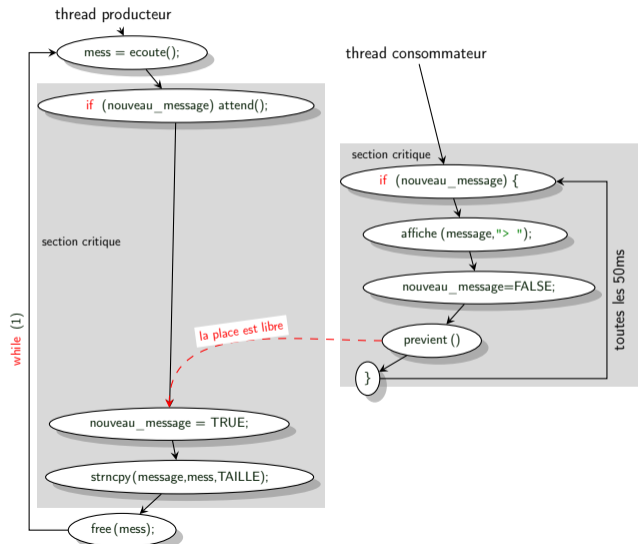 thread producteur
mess = ecoute();
if (nouveau_message) attend();
section critique
while (1)
la place est libre
nouveau_message = TRUE;
strncpy(message,mess,TAILLE);
free(mess);
thread consommateur
section critique
if (nouveau_message) {
affiche (message,"> ");
nouveau_message=FALSE;
previent ()
}
toutes les 50ms